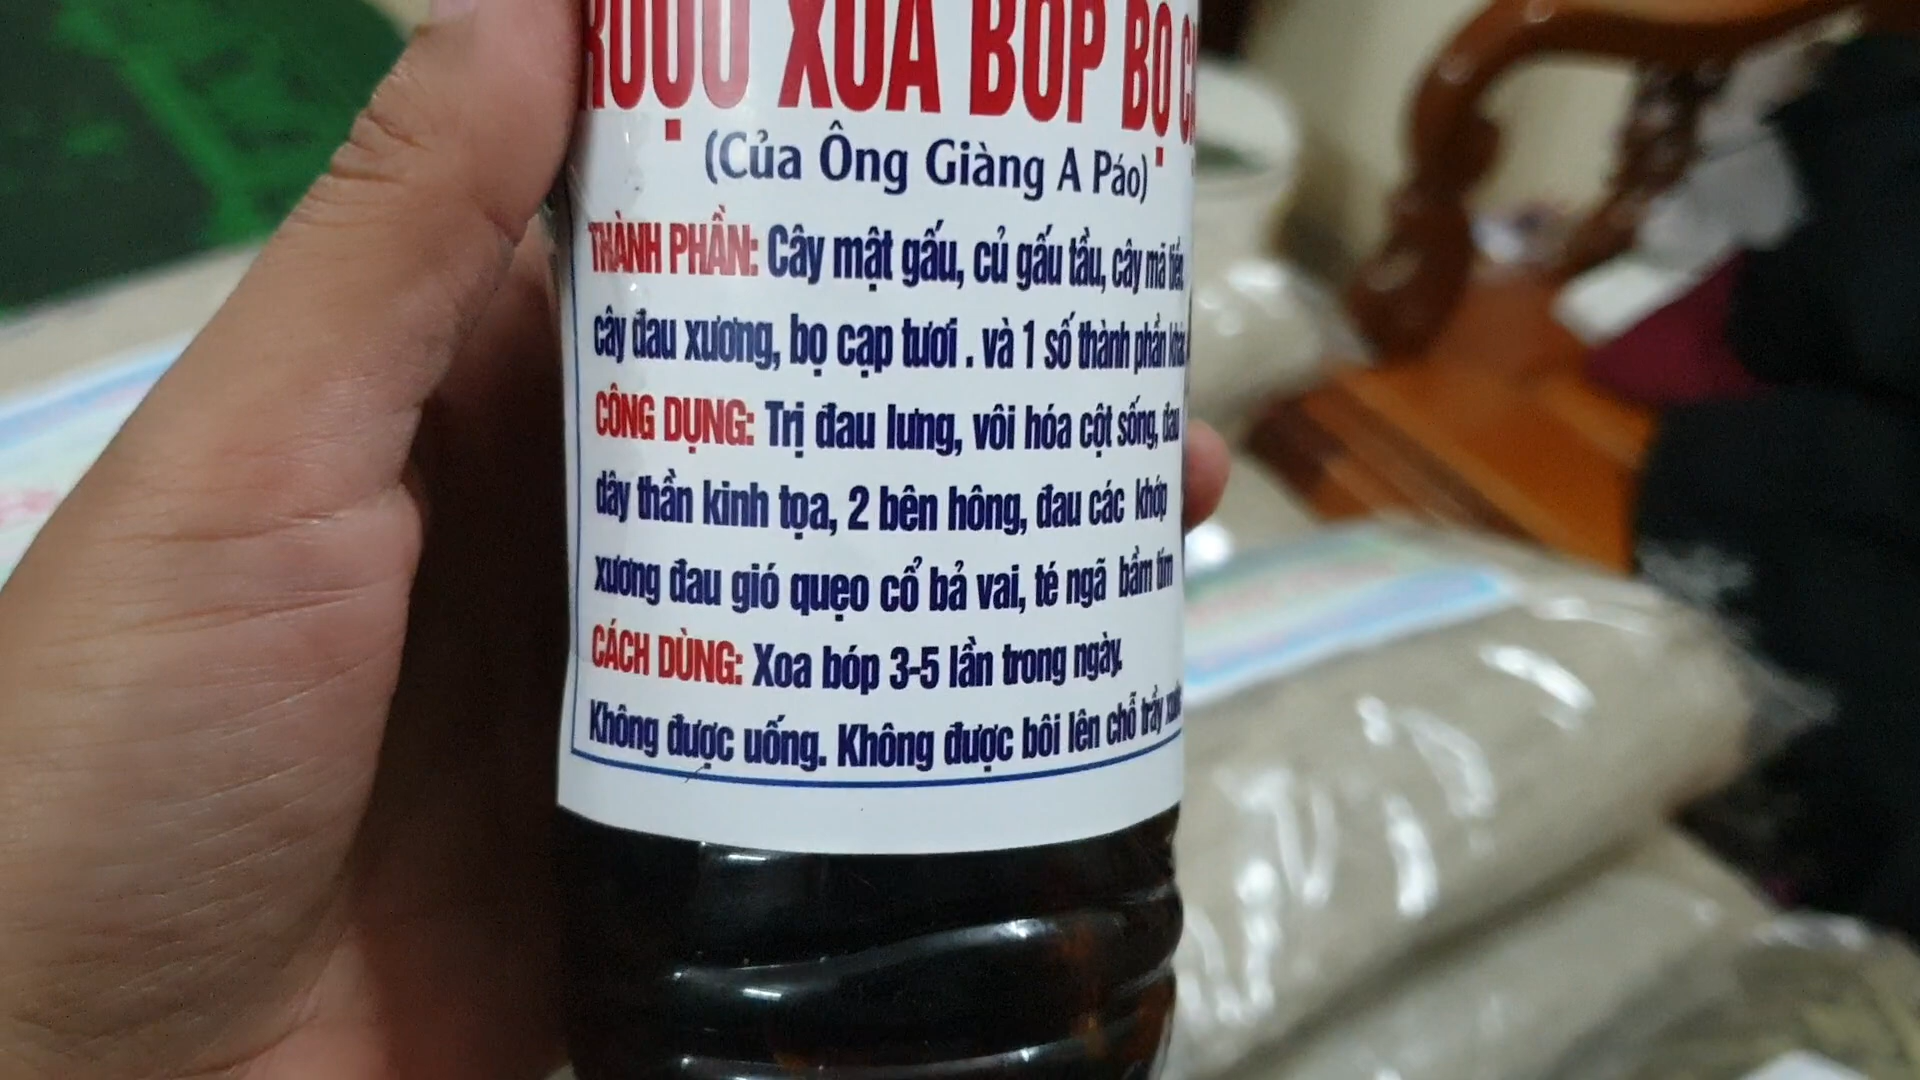 RƯỢU XOA BÓP BỌ
(Của Ông Giàng A Páo)
THÀNH PHẦN: Cây mật gấu, củ gấu tầu, cây mã tiền,
cây đau xương, bọ cạp tươi . và 1 số thành phần khác
CÔNG DỤNG: Trị đau lưng, vôi hóa cột sống, đau
dây thần kinh tọa, 2 bên hông, đau các khớp
xương đau gió quẹo cổ bả vai, té ngã bầm tím
CÁCH DÙNG: Xoa bóp 3-5 lần trong ngày.
Không được uống. Không được bôi lên chỗ trầy